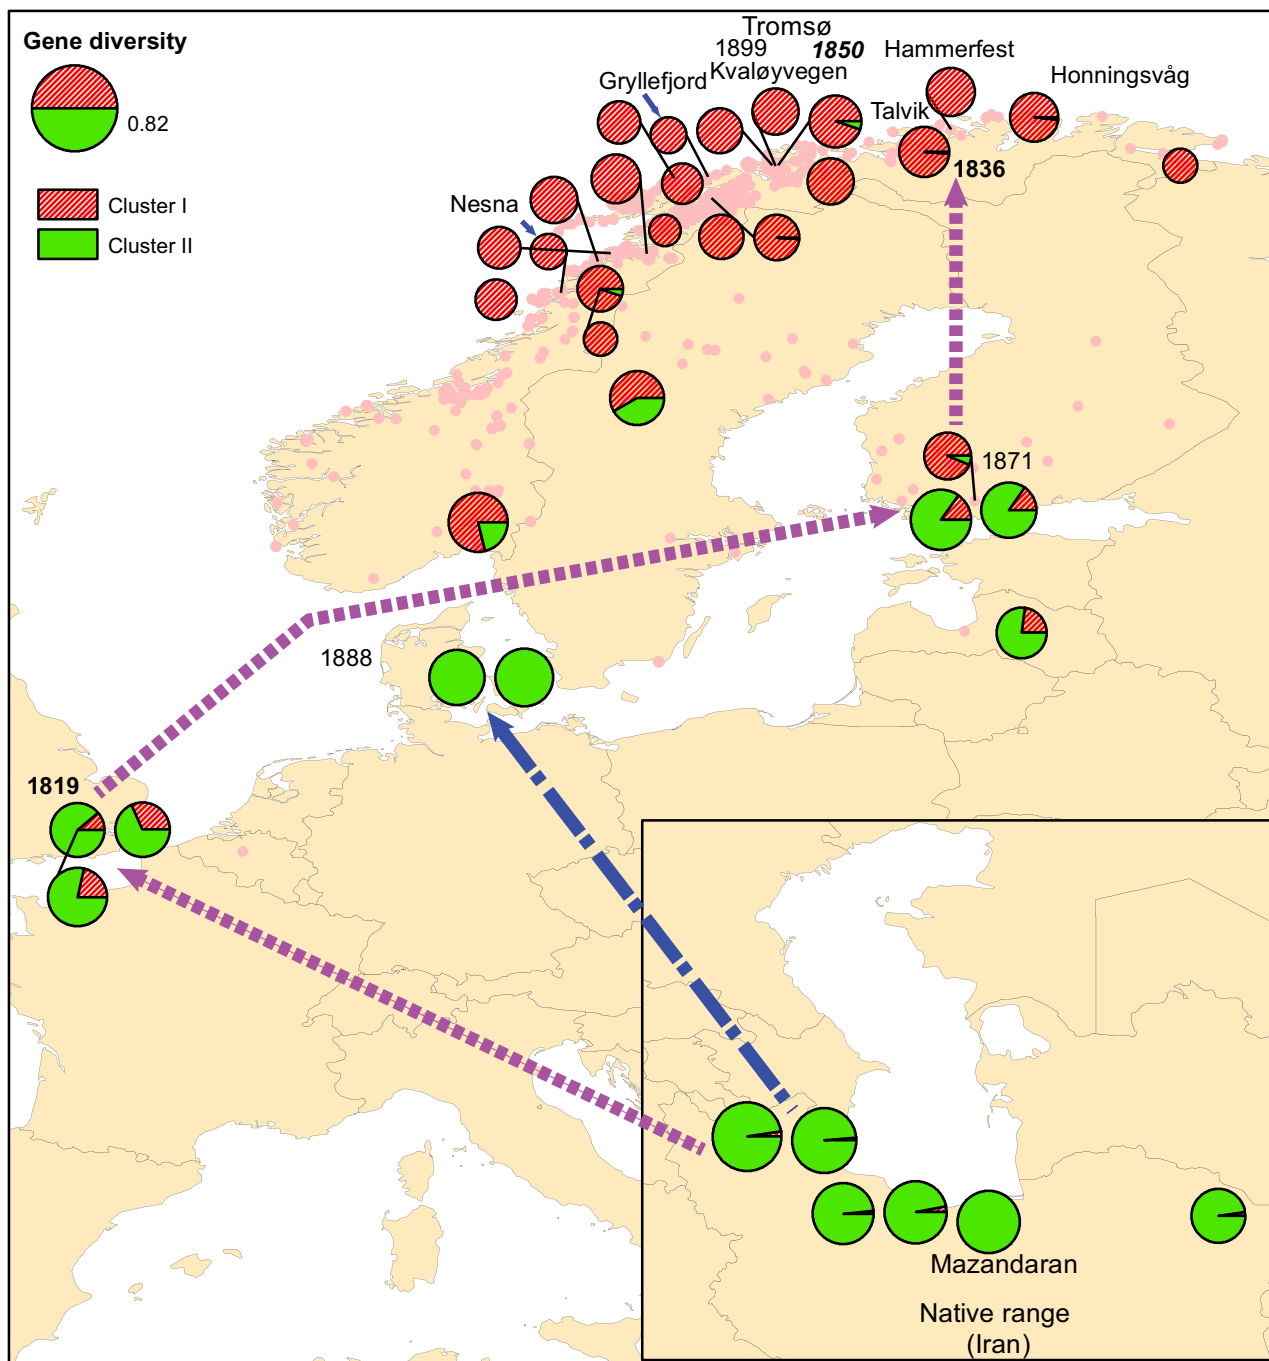 Gene diversity
0.82
Cluster I
Cluster II
Tromsø
1899
1850
Kvaløyvegen
Hammerfest
Honningsvåg
Gryllefjord
Talvik
1836
Nesna
1871
1888
1819
Mazandaran
Native range
(Iran)